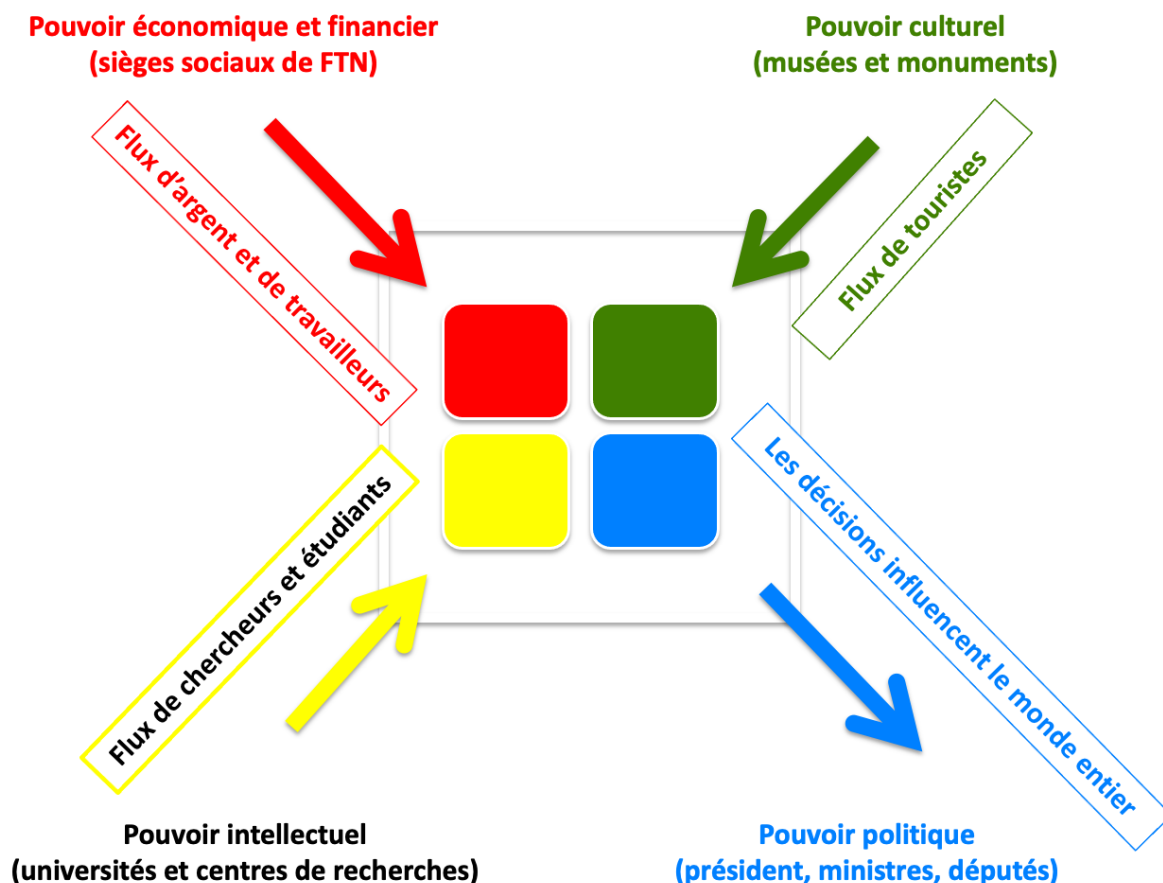 Pouvoir économique et financier
(sièges sociaux de FTN)
Pouvoir culturel
(musées et monuments)
Flux d'argent et de travailleurs
Flux de touristes
Flux de chercheurs et étudiants
Les décisions influencent le monde entier
Pouvoir intellectuel
(universités et centres de recherches)
Pouvoir politique
(président, ministres, députés)